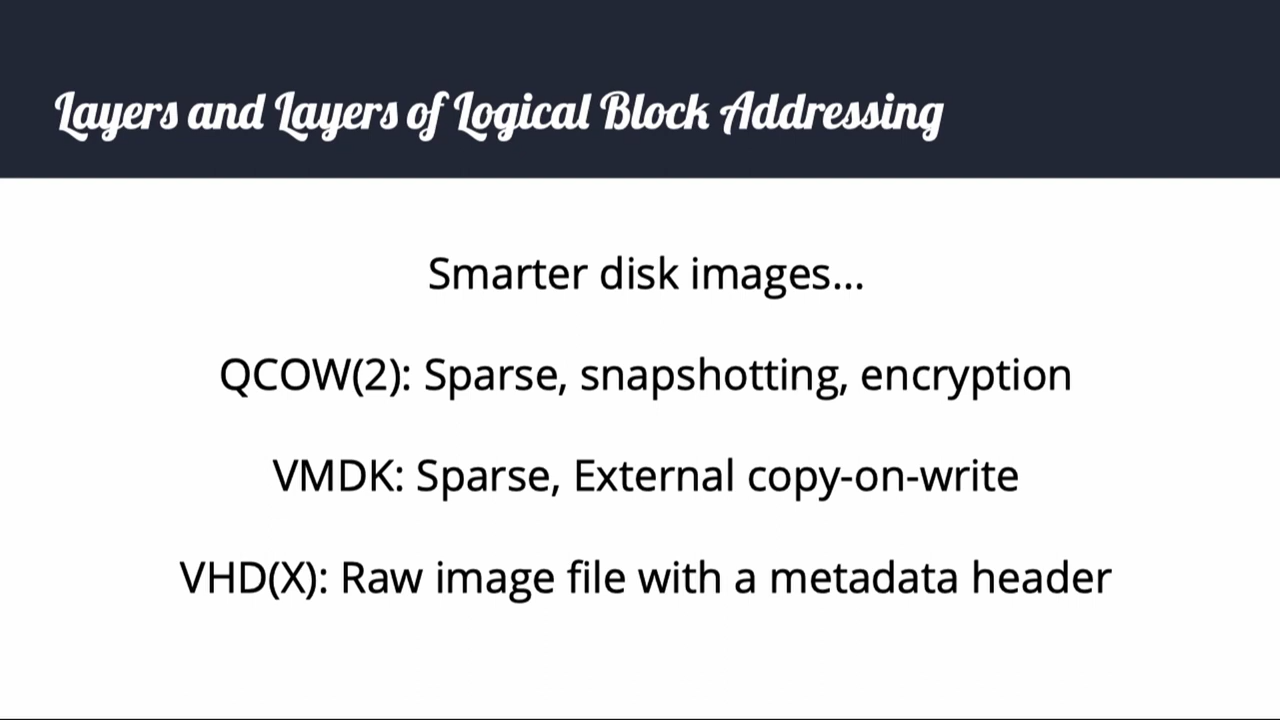 Layers and Layers of Logical Block Addressing
Smarter disk images...
QCOW(2): Sparse, snapshotting, encryption
VMDK: Sparse, External copy-on-write
VHD(X): Raw image file with a metadata header